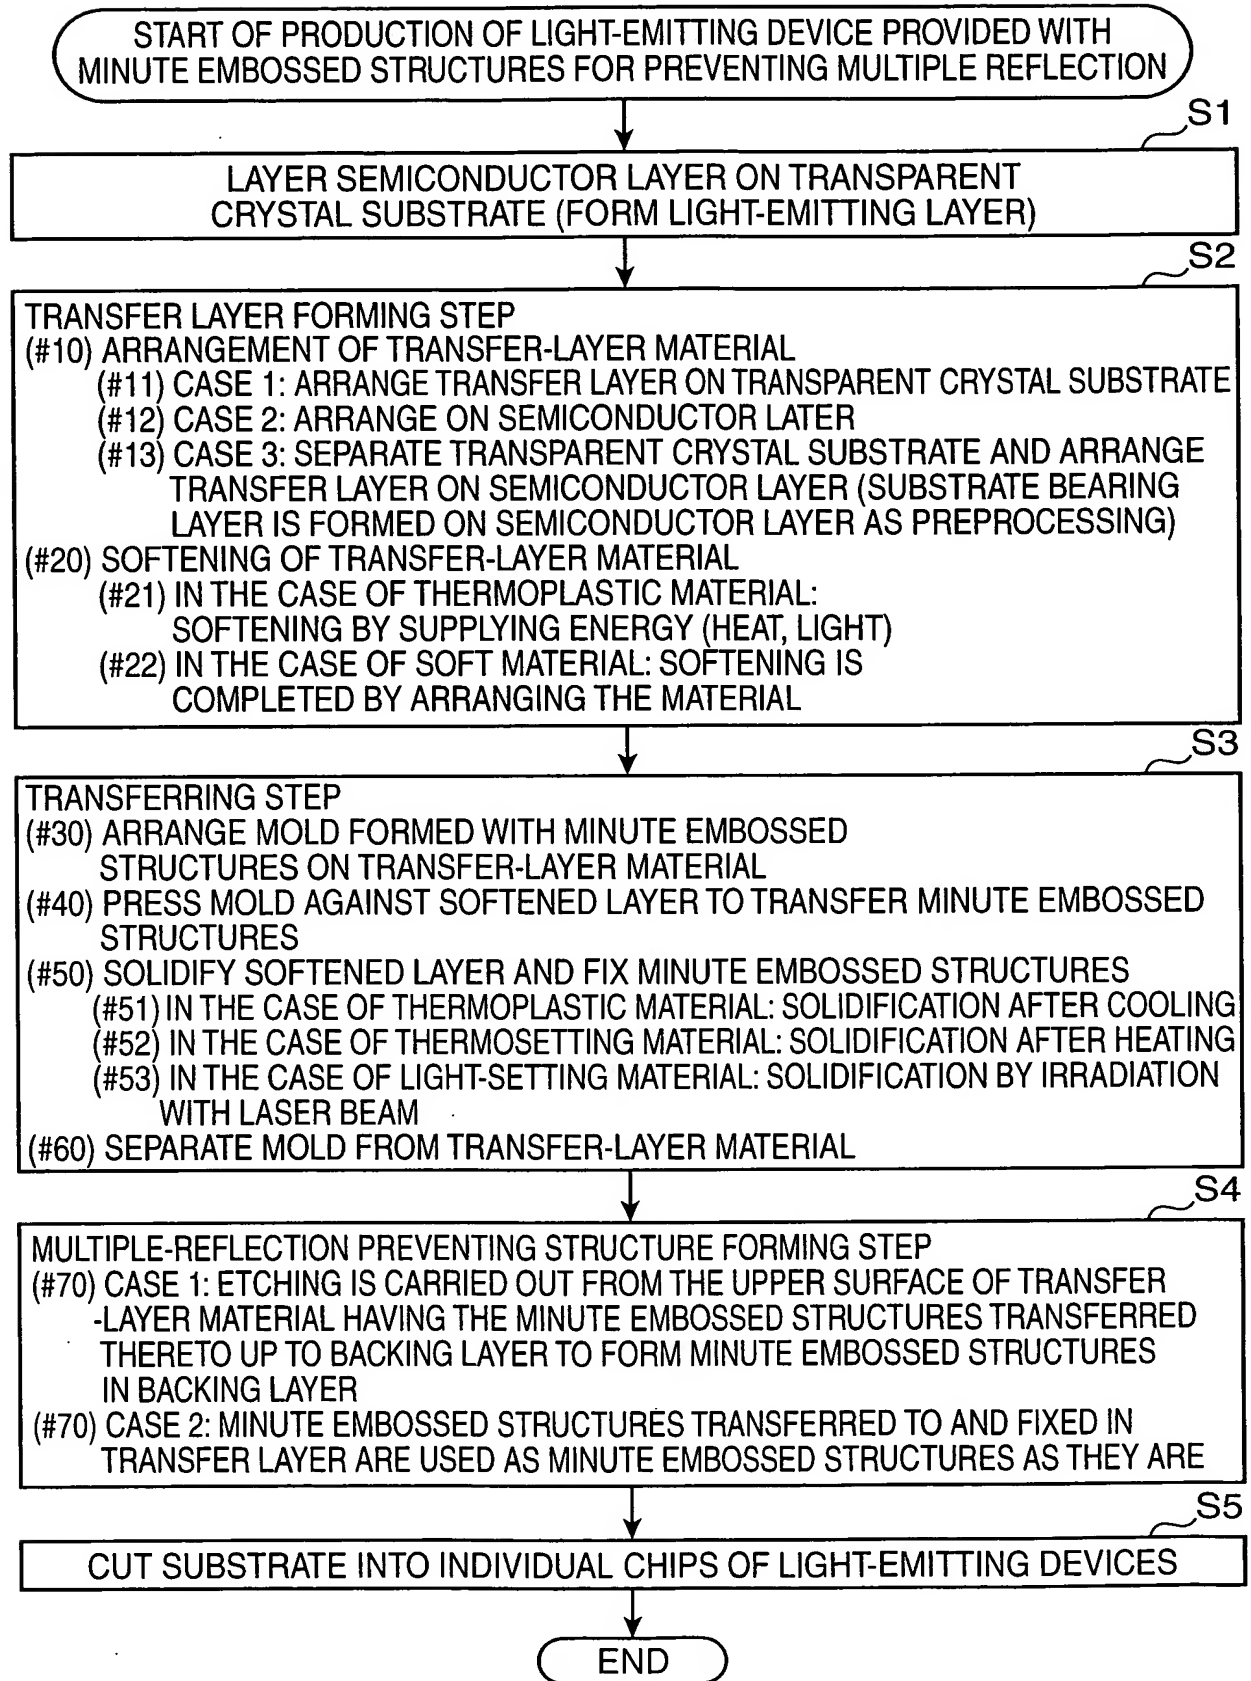 START OF PRODUCTION OF LIGHT-EMITTING DEVICE PROVIDED WITH
MINUTE EMBOSSED STRUCTURES FOR PREVENTING MULTIPLE REFLECTION
S1
LAYER SEMICONDUCTOR LAYER ON TRANSPARENT
CRYSTAL SUBSTRATE (FORM LIGHT-EMITTING LAYER)
S2
TRANSFER LAYER FORMING STEP
(#10) ARRANGEMENT OF TRANSFER-LAYER MATERIAL
(#11) CASE 1: ARRANGE TRANSFER LAYER ON TRANSPARENT CRYSTAL SUBSTRATE
(#12) CASE 2: ARRANGE ON SEMICONDUCTOR LATER
(#13) CASE 3: SEPARATE TRANSPARENT CRYSTAL SUBSTRATE AND ARRANGE
TRANSFER LAYER ON SEMICONDUCTOR LAYER (SUBSTRATE BEARING
LAYER IS FORMED ON SEMICONDUCTOR LAYER AS PREPROCESSING)
(#20) SOFTENING OF TRANSFER-LAYER MATERIAL
(#21) IN THE CASE OF THERMOPLASTIC MATERIAL:
SOFTENING BY SUPPLYING ENERGY (HEAT, LIGHT)
(#22) IN THE CASE OF SOFT MATERIAL: SOFTENING IS
COMPLETED BY ARRANGING THE MATERIAL
S3
TRANSFERRING STEP
(#30) ARRANGE MOLD FORMED WITH MINUTE EMBOSSED
STRUCTURES ON TRANSFER-LAYER MATERIAL
(#40) PRESS MOLD AGAINST SOFTENED LAYER TO TRANSFER MINUTE EMBOSSED
STRUCTURES
(#50) SOLIDIFY SOFTENED LAYER AND FIX MINUTE EMBOSSED STRUCTURES
(#51) IN THE CASE OF THERMOPLASTIC MATERIAL: SOLIDIFICATION AFTER COOLING
(#52) IN THE CASE OF THERMOSETTING MATERIAL: SOLIDIFICATION AFTER HEATING
(#53) IN THE CASE OF LIGHT-SETTING MATERIAL: SOLIDIFICATION BY IRRADIATION
WITH LASER BEAM
(#60) SEPARATE MOLD FROM TRANSFER-LAYER MATERIAL
S4
MULTIPLE-REFLECTION PREVENTING STRUCTURE FORMING STEP
(#70) CASE 1: ETCHING IS CARRIED OUT FROM THE UPPER SURFACE OF TRANSFER
-LAYER MATERIAL HAVING THE MINUTE EMBOSSED STRUCTURES TRANSFERRED
THERETO UP TO BACKING LAYER TO FORM MINUTE EMBOSSED STRUCTURES
IN BACKING LAYER
(#70) CASE 2: MINUTE EMBOSSED STRUCTURES TRANSFERRED TO AND FIXED IN
TRANSFER LAYER ARE USED AS MINUTE EMBOSSED STRUCTURES AS THEY ARE
S5
CUT SUBSTRATE INTO INDIVIDUAL CHIPS OF LIGHT-EMITTING DEVICES
END